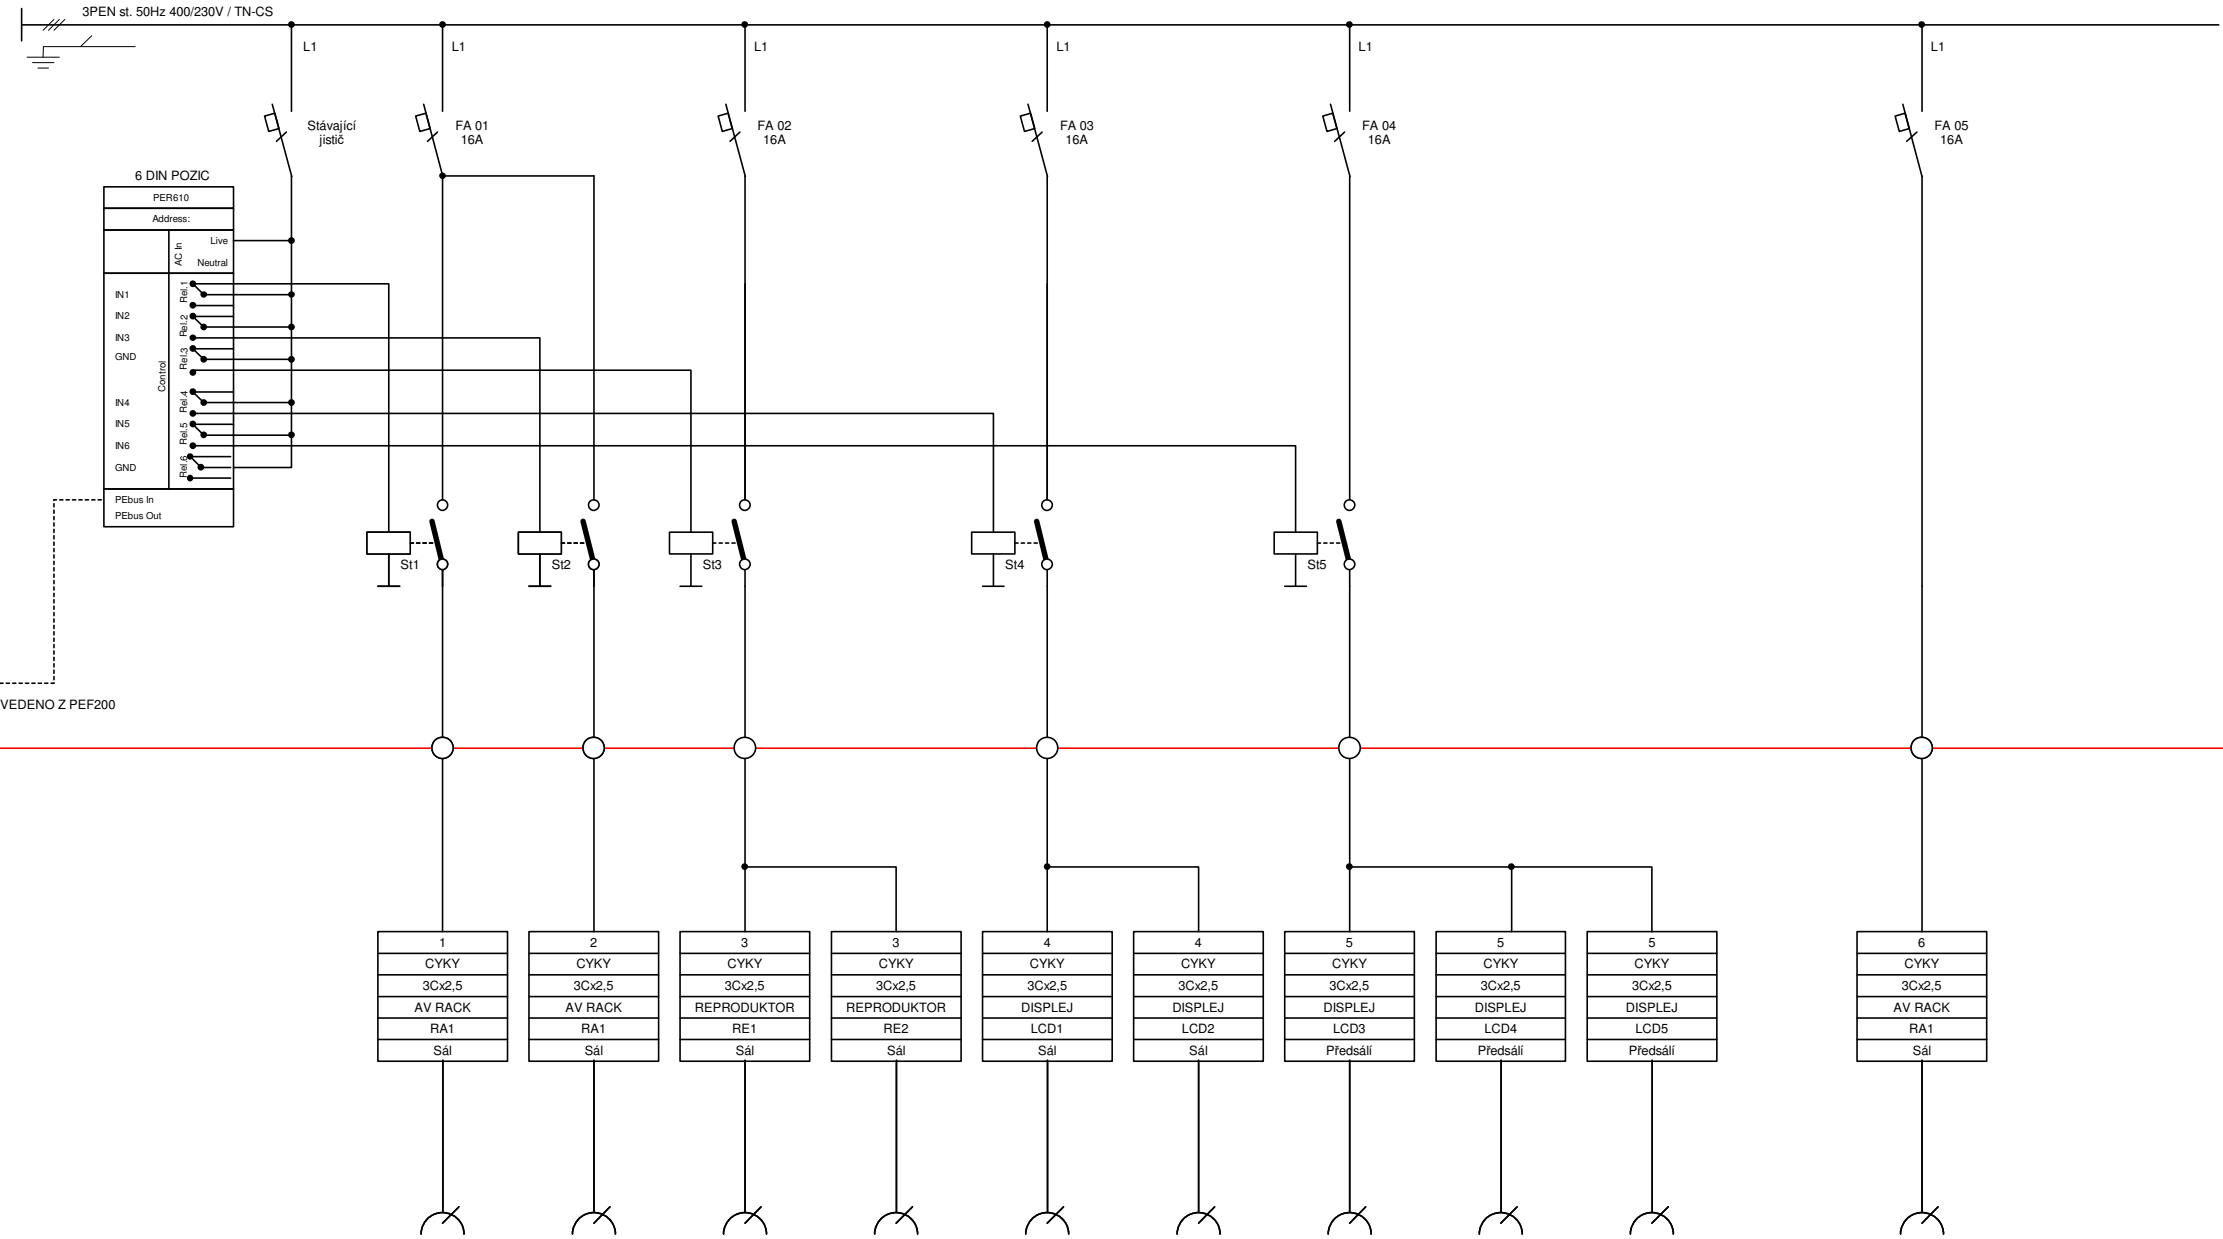 3PEN st. 50Hz 400/230V / TN-CS
L1
L1
L1
L1
L1
L1
Stávající
jistič
FA 01
16A
FA 02
16A
FA 03
16A
FA 04
16A
FA 05
16A
6 DIN POZIC
PER610
Address:
AC In
Live
Neutral
Control
IN1
IN2
IN3
GND
IN4
IN5
IN6
GND
Rel.1
Rel.2
Rel.3
Rel.4
Rel.5
Rel.6
PEbus In
PEbus Out
St1
St2
St3
St4
St5
VEDENO Z PEF200
1
CYKY
3Cx2,5
AV RACK
RA1
Sál
2
CYKY
3Cx2,5
AV RACK
RA1
Sál
3
CYKY
3Cx2,5
REPRODUKTOR
RE1
Sál
3
CYKY
3Cx2,5
REPRODUKTOR
RE2
Sál
4
CYKY
3Cx2,5
DISPLEJ
LCD1
Sál
4
CYKY
3Cx2,5
DISPLEJ
LCD2
Sál
5
CYKY
3Cx2,5
DISPLEJ
LCD3
Předsálí
5
CYKY
3Cx2,5
DISPLEJ
LCD4
Předsálí
5
CYKY
3Cx2,5
DISPLEJ
LCD5
Předsálí
6
CYKY
3Cx2,5
AV RACK
RA1
Sál